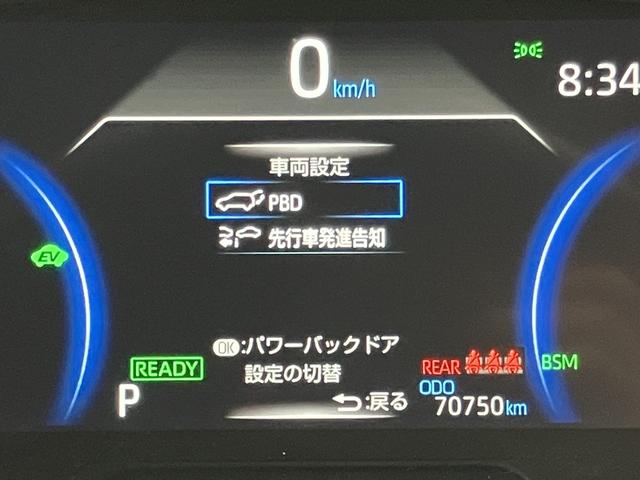 0 km/h
8:34
車両設定
PBD
先行車発進告知
EV
OK:パワーバックドア
設定の切替
READY
REAR
BSM
P
:戻る
ODO
70750km